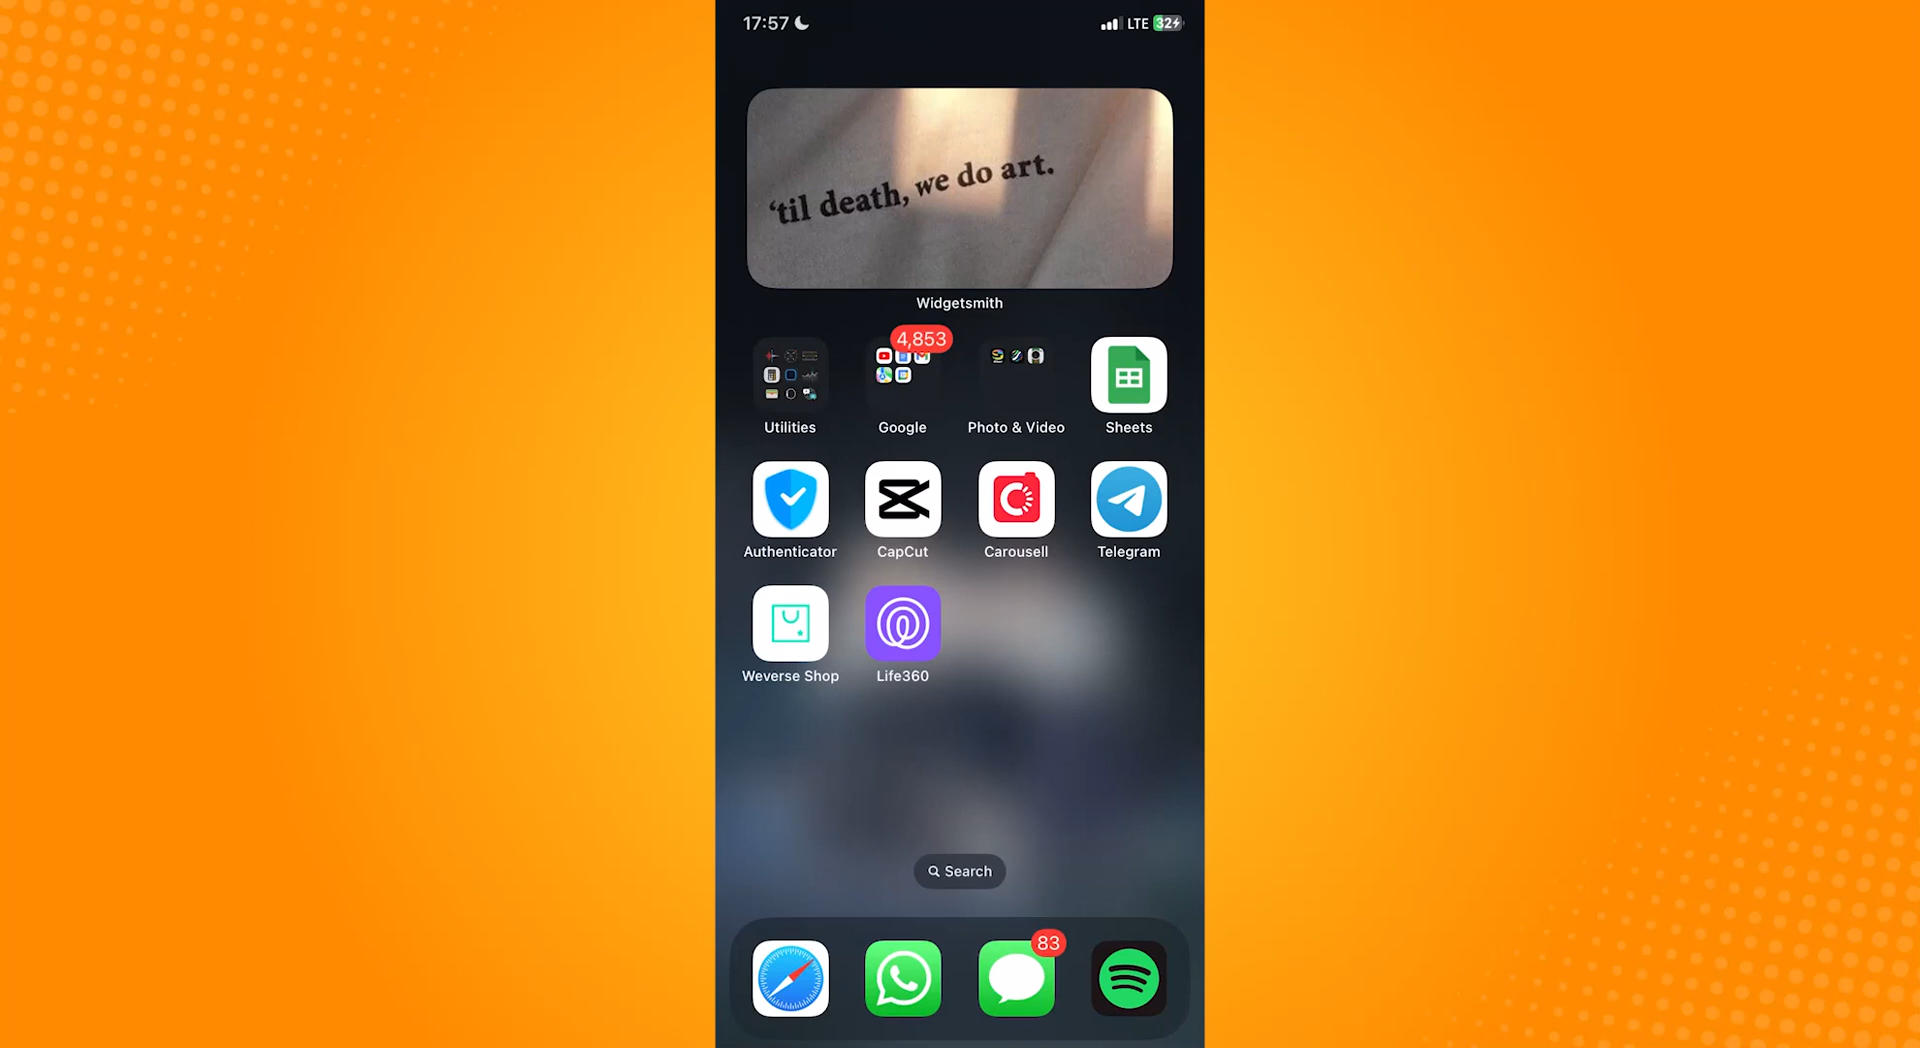 17:57
LTE 32
'til death, we do art.
Widgetsmith
4,853
Utilities
Google
Photo & Video
Sheets
Authenticator
CapCut
Carousell
Telegram
Weverse Shop
Life360
Search
83